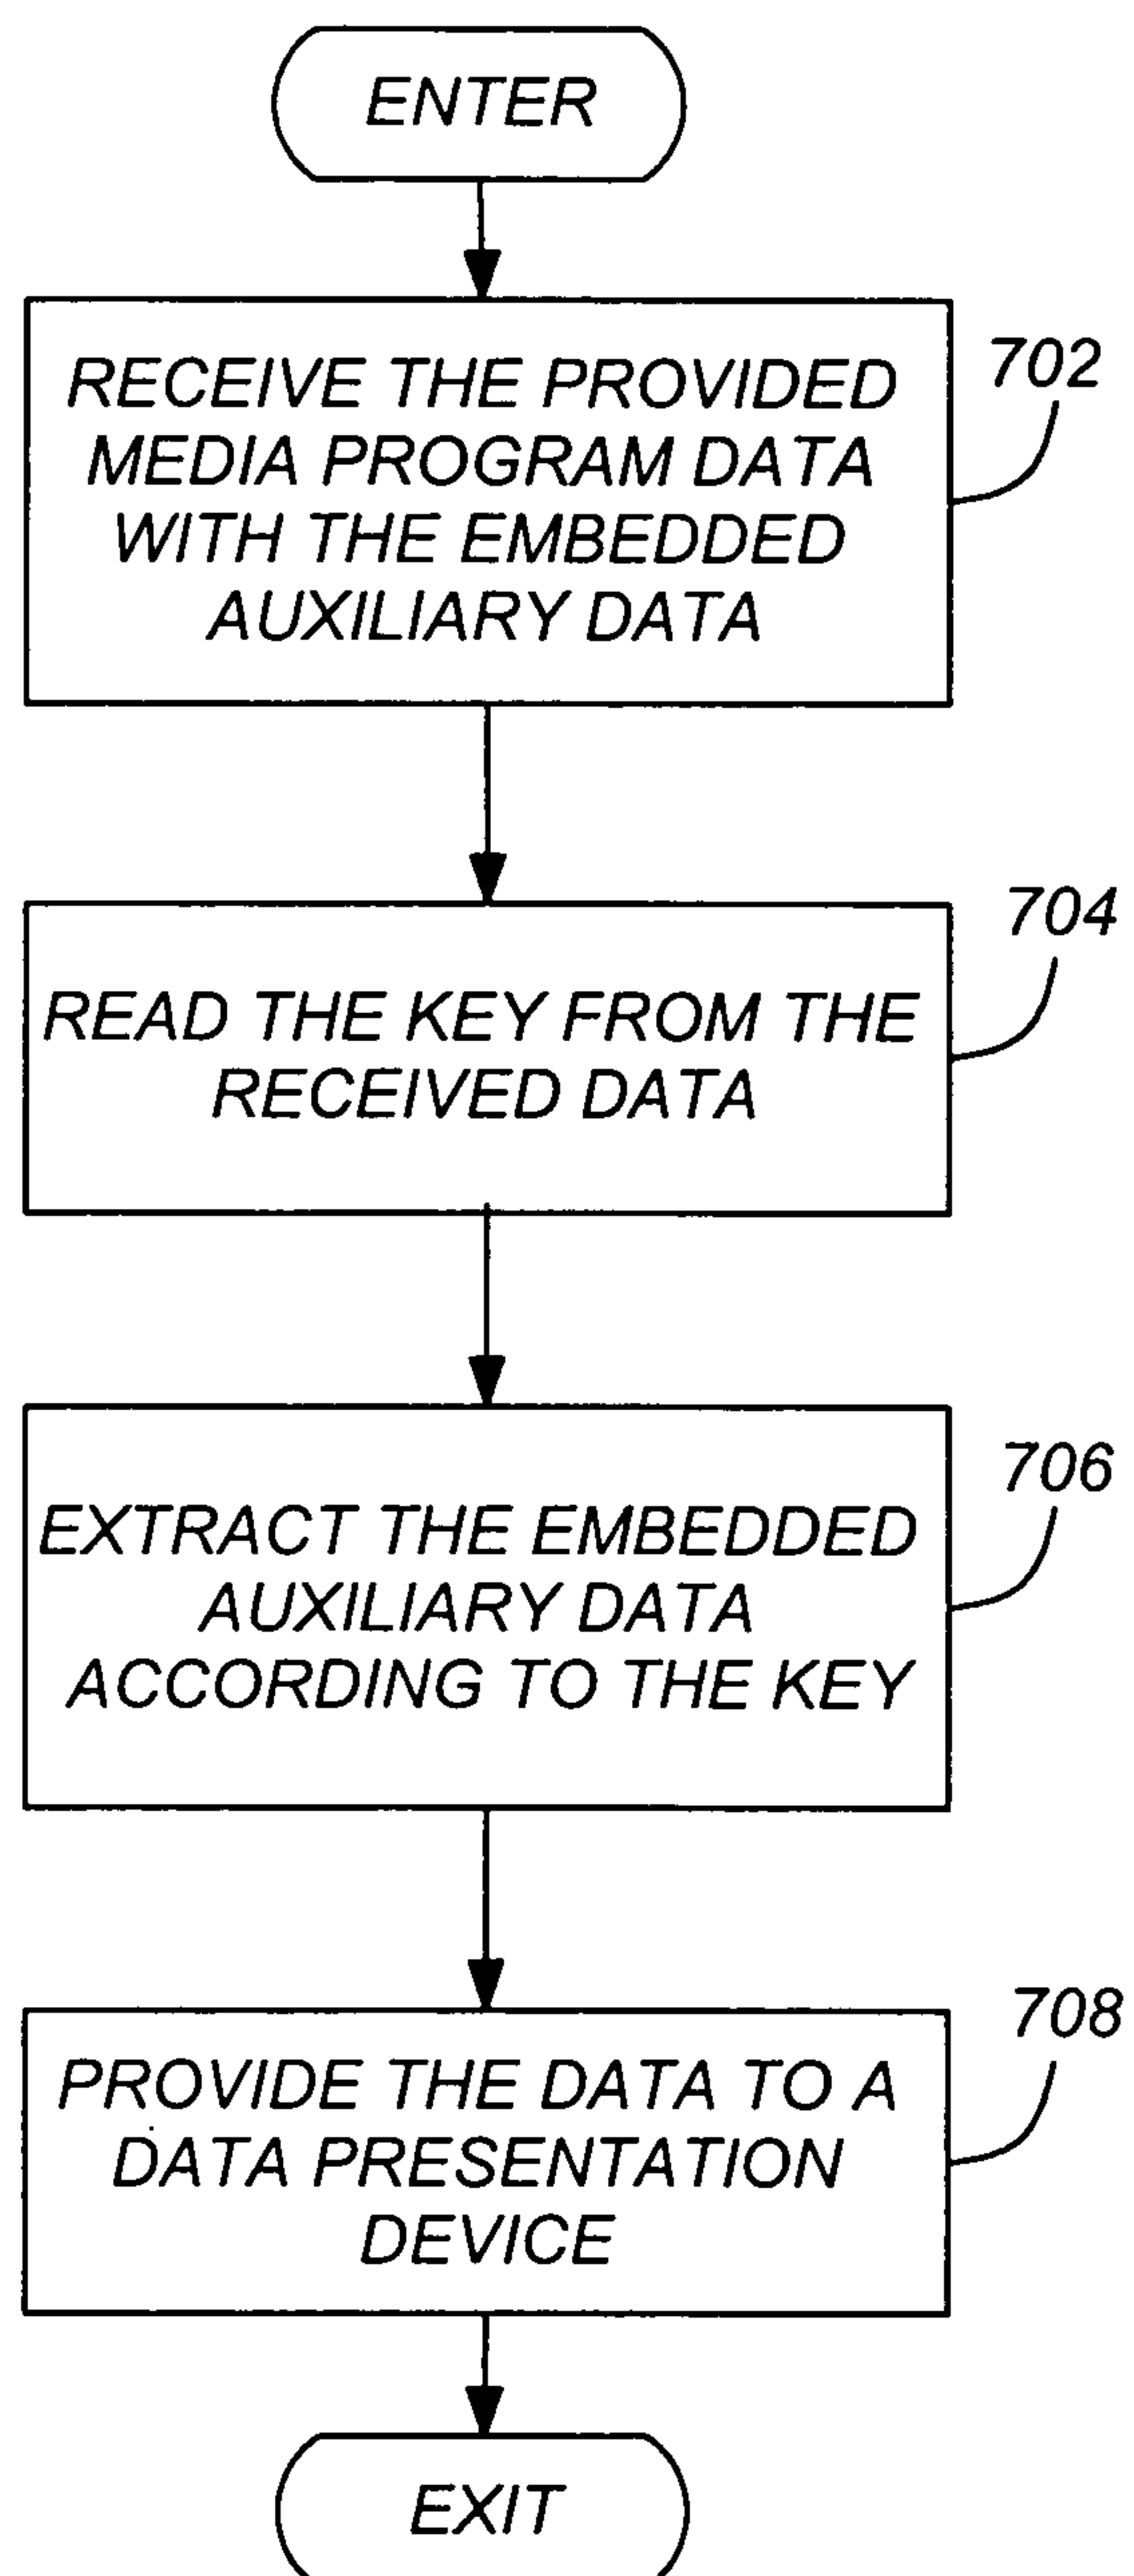 ENTER
RECEIVE THE PROVIDED
MEDIA PROGRAM DATA
WITH THE EMBEDDED
AUXILIARY DATA
702
READ THE KEY FROM THE
RECEIVED DATA
704
EXTRACT THE EMBEDDED
AUXILIARY DATA
ACCORDING TO THE KEY
706
PROVIDE THE DATA TO A
DATA PRESENTATION
DEVICE
708
EXIT